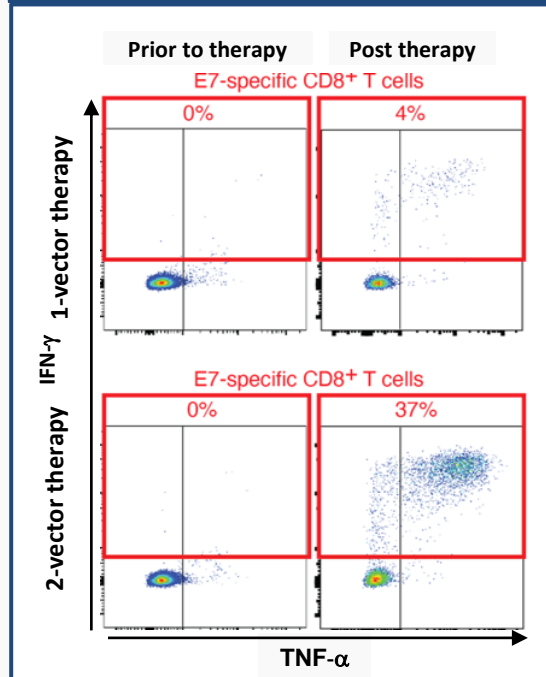 Prior to therapy Post therapy
E7-specific CD8+ T cells
0% 4%
1-vector therapy
IFN-γ
E7-specific CD8+ T cells
0% 37%
2-vector therapy
TNF-α